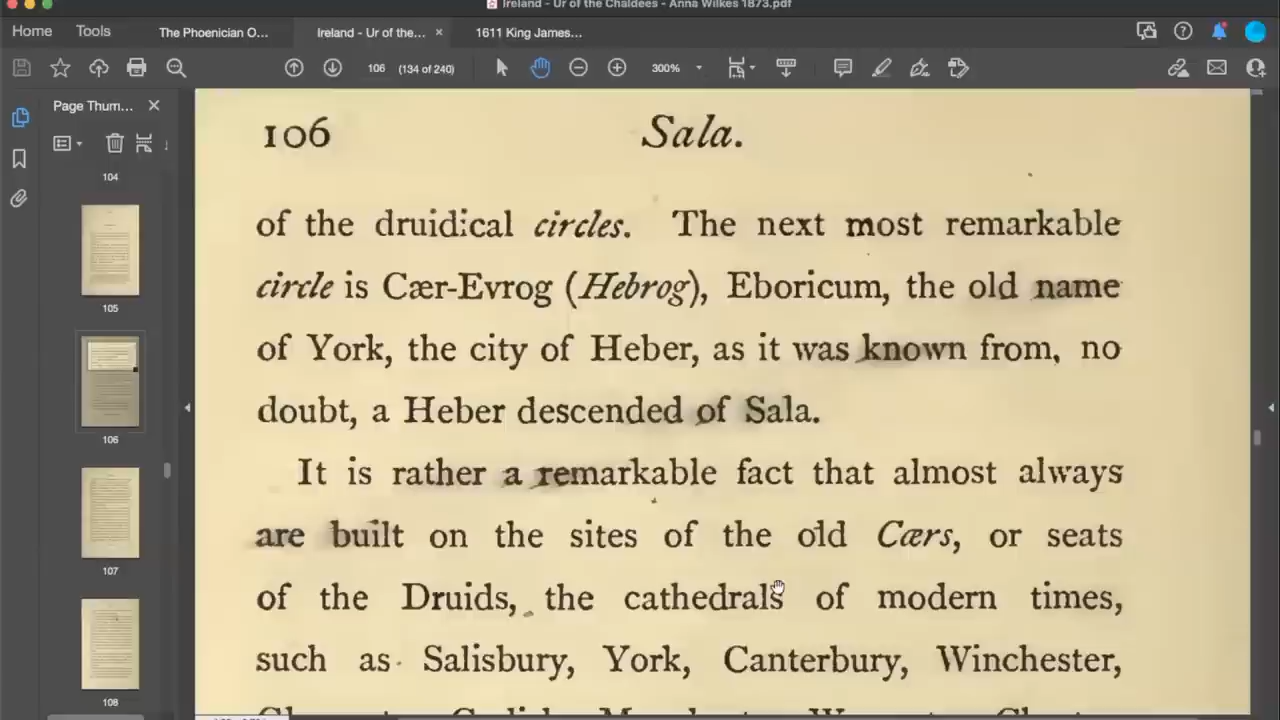 Ireland - Ur of the Chaldees - Anna Wilkes 1873.pdf
Home Tools The Phoenician O... Ireland - Ur of the... × 1611 King James...
106 (134 of 240) 300%
Page Thum...
104
105
106
107
108
106 Sala.
of the druidical circles. The next most remarkable
circle is Cær-Evrog (Hebrog), Eboricum, the old name
of York, the city of Heber, as it was known from, no
doubt, a Heber descended of Sala.
It is rather a remarkable fact that almost always
are built on the sites of the old Cærs, or seats
of the Druids, the cathedrals of modern times,
such as Salisbury, York, Canterbury, Winchester,